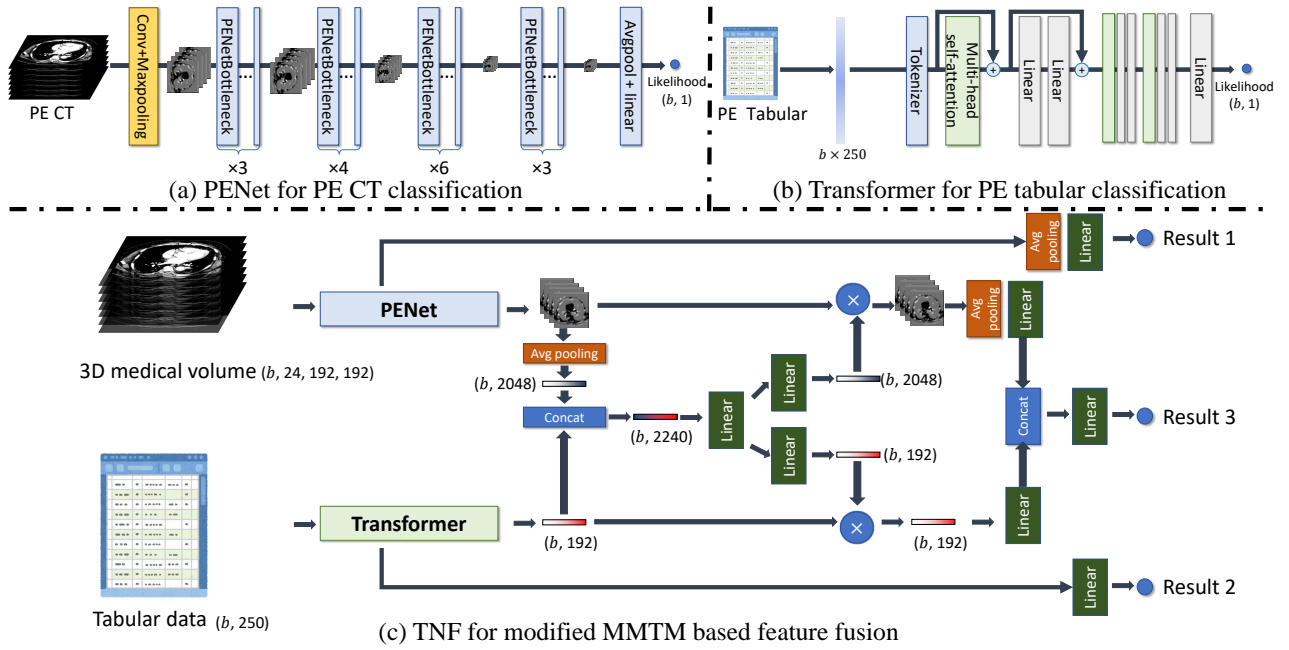 PE CT
Conv+Maxpooling
PENetBottleneck
...
PENetBottleneck
...
PENetBottleneck
...
PENetBottleneck
...
Avgpool + linear
Likelihood
(b, 1)
×3
×4
×6
×3
(a) PENet for PE CT classification
PE Tabular
b × 250
Tokenizer
Multi-head
self-attention
+
Linear
Linear
+
Linear
Likelihood
(b, 1)
(b) Transformer for PE tabular classification
3D medical volume (b, 24, 192, 192)
PENet
Avg pooling
(b, 2048)
Concat
(b, 2240)
Linear
Linear
Linear
(b, 2048)
(b, 192)
×
×
Avg
pooling
Linear
Result 1
Avg
pooling
Linear
Concat
Linear
Result 3
Tabular data (b, 250)
Transformer
(b, 192)
(b, 192)
Linear
Linear
Result 2
(c) TNF for modified MMTM based feature fusion